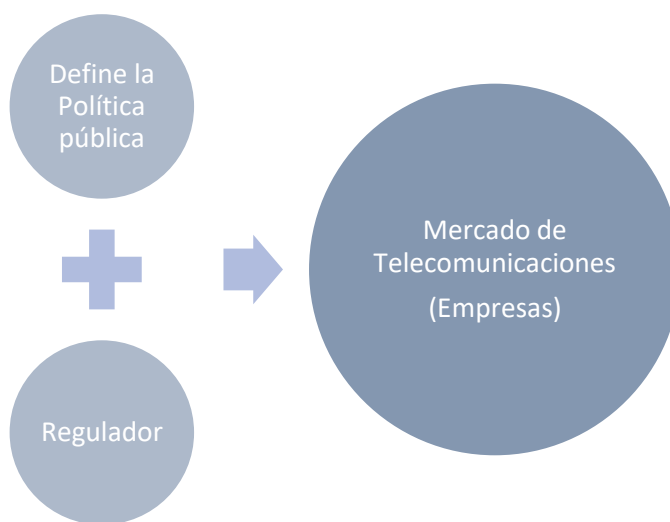 Define la
Política
pública
Regulador
Mercado de
Telecomunicaciones
(Empresas)